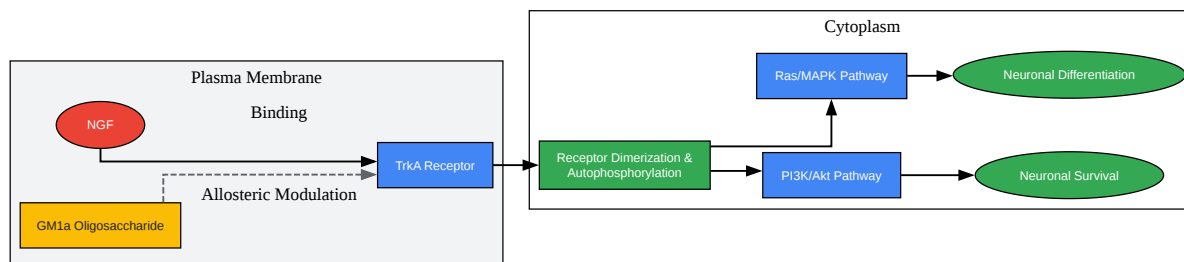 Cytoplasm
Plasma Membrane
Binding
NGF
TrkA Receptor
Allosteric Modulation
GM1a Oligosaccharide
Receptor Dimerization &
Autophosphorylation
Ras/MAPK Pathway
Neuronal Differentiation
PI3K/Akt Pathway
Neuronal Survival